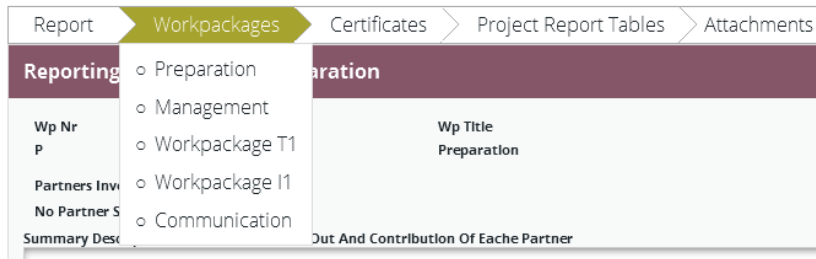 Report Workpackages Certificates Project Report Tables Attachments
Reporting aration
Preparation
Management
Workpackage T1
Workpackage I1
Communication
Wp Nr Wp Title
P Preparation
Partners Inv
No Partner S
Summary Desc Out And Contribution Of Eache Partner